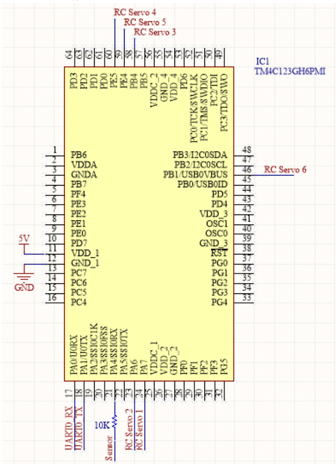 RC Servo 4
RC Servo 5
RC Servo 3
64 63 62 61 60 59 58 57 56 55 54 53 52 51 50 49
IC1
TM4C123GH6PMI
PD3 PD2 PD1 PD0 PE5 PE4 PB4 PB5 VDDC_2 GND_4 VDD_4 PD6 PC0/TCK/SWCLK PC1/TMS/SWDIO PC2/TDI PC3/TDO/SWO
1 PB6 PB3/I2C0SDA 48
2 VDDA PB2/I2C0SCL 47
3 GNDA PB1/USB0VBUS 46 RC Servo 6
4 PB7 PB0/USB0ID 45
5 PF4 PD5 44
6 PE3 PD4 43
7 PE2 VDD_3 42
8 PE1 OSC1 41
9 PE0 OSC0 40
10 PD7 GND_3 39
5V 11 VDD_1 RST 38
12 GND_1 PG0 37
13 PC7 PG1 36
GND 14 PC6 PG2 35
15 PC5 PG3 34
16 PC4 PG4 33
PA0/U0RX PA1/U0TX PA2/SSI0C1K PA3/SSI0FSS PA4/SSI0RX PA5/SSI0TX PA6 PA7 VDDC_1 VDD_2 GND_2 PF0 PF1 PF2 PF3 PG5
17 18 19 20 21 22 23 24 25 26 27 28 29 30 31 32
UART0_RX
UART0_TX
10K
Sensor
RC Servo 2
RC Servo 1